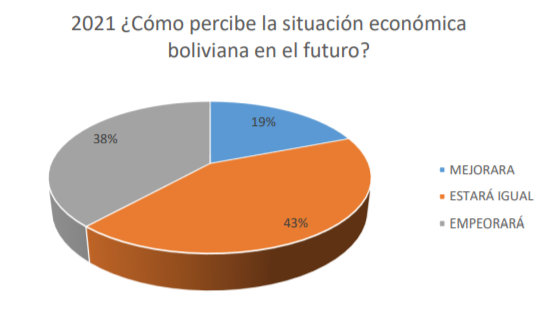 2021 ¿Cómo percibe la situación económica
boliviana en el futuro?
19%
38%
43%
MEJORARA
ESTARÁ IGUAL
EMPEORARÁ